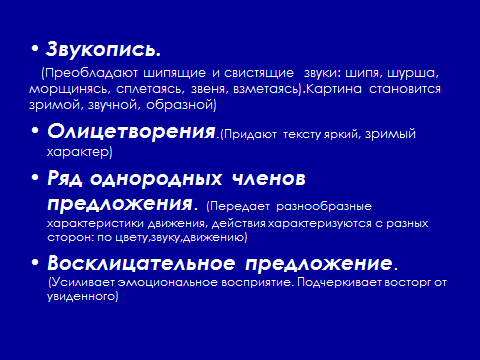 • Звукопись.
(Преобладают шипящие и свистящие звуки: шипя, шурша,
морщинясь, сплетаясь, звеня, взметаясь).Картина становится
зримой, звучной, образной)
• Олицетворения.(Придают тексту яркий, зримый
характер)
• Ряд однородных членов
предложения. (Передает разнообразные
характеристики движения, действия характеризуются с разных
сторон: по цвету,звуку,движению)
• Восклицательное предложение.
(Усиливает эмоциональное восприятие. Подчеркивает восторг от
увиденного)